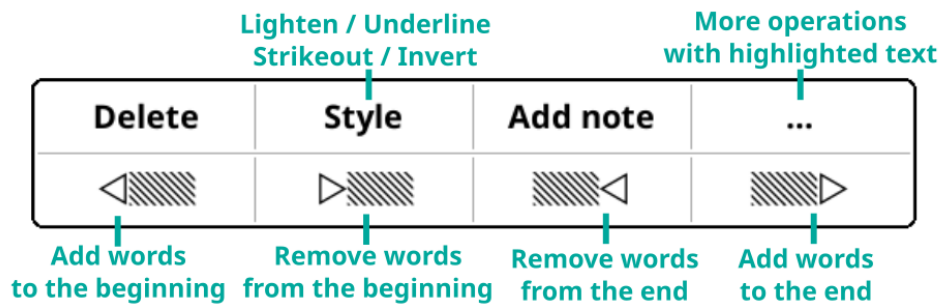 Lighten / Underline
Strikeout / Invert
More operations
with highlighted text
Delete
Style
Add note
...
Add words
to the beginning
Remove words
from the beginning
Remove words
from the end
Add words
to the end